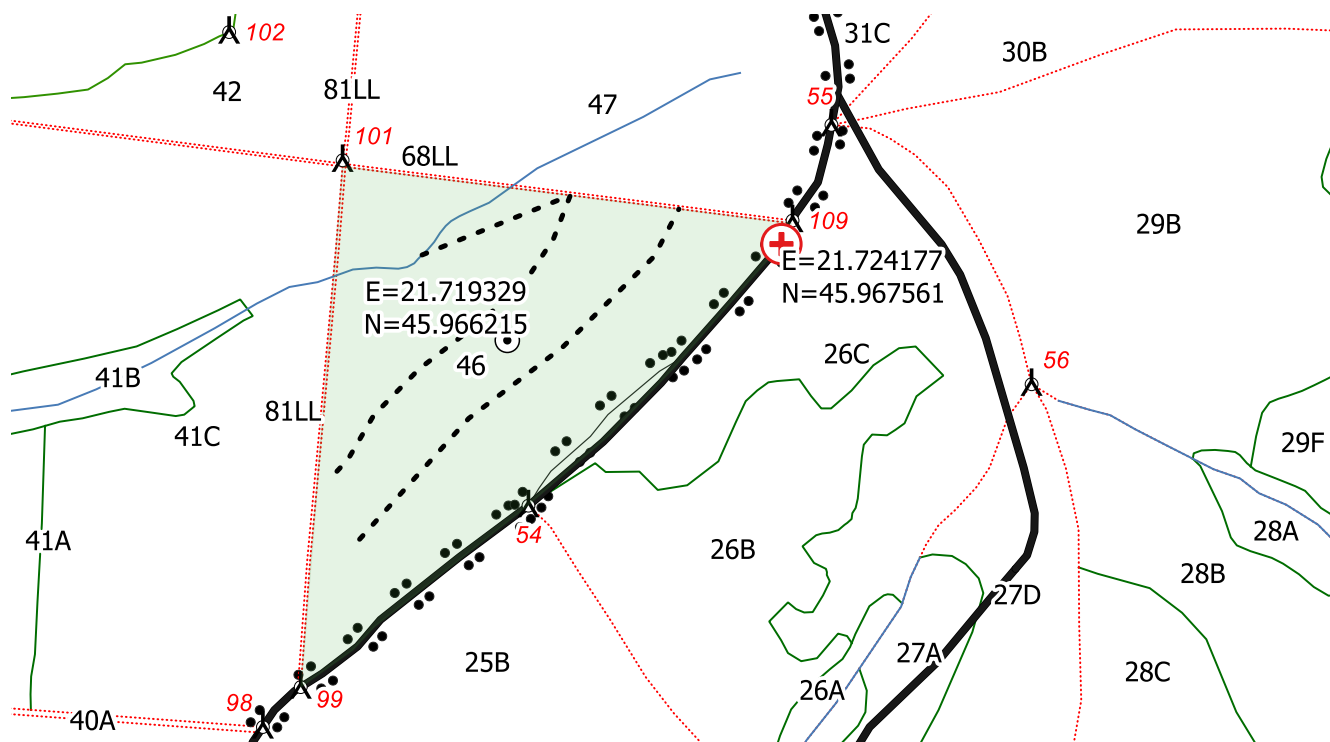 102
31C
30B
42
81LL
47
55
101
68LL
109
29B
E=21.724177
N=45.967561
E=21.719329
N=45.966215
46
26C
56
41B
81LL
41C
29F
28A
41A
54
26B
28B
27D
25B
27A
28C
26A
98
99
40A